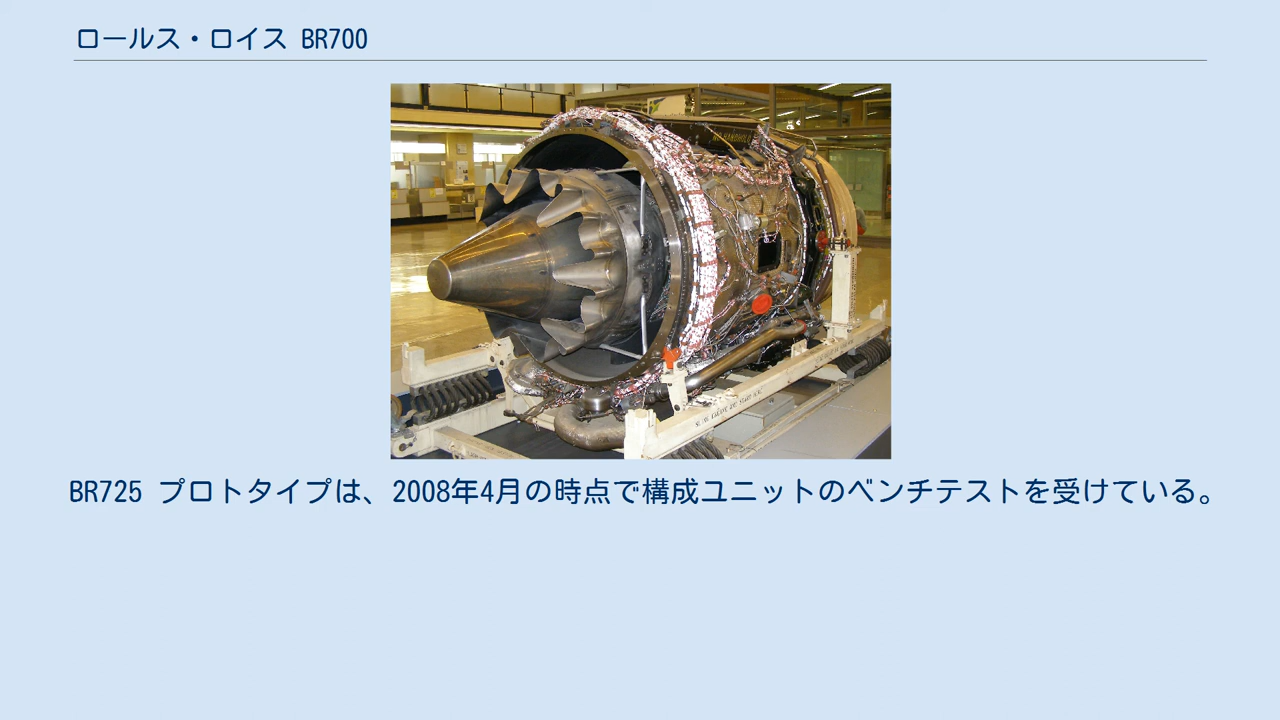 ロールス・ロイス BR700
BR725 プロトタイプは、2008年4月の時点で構成ユニットのベンチテストを受けている。